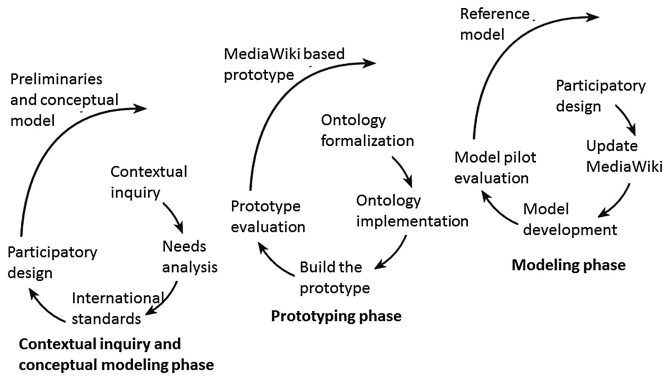 Preliminaries
and conceptual
model
Contextual
inquiry
Needs
analysis
International
standards
Participatory
design
Contextual inquiry and
conceptual modeling phase
MediaWiki based
prototype
Ontology
formalization
Ontology
implementation
Build the
prototype
Prototype
evaluation
Prototyping phase
Reference
model
Participatory
design
Update
MediaWiki
Model
development
Model pilot
evaluation
Modeling phase